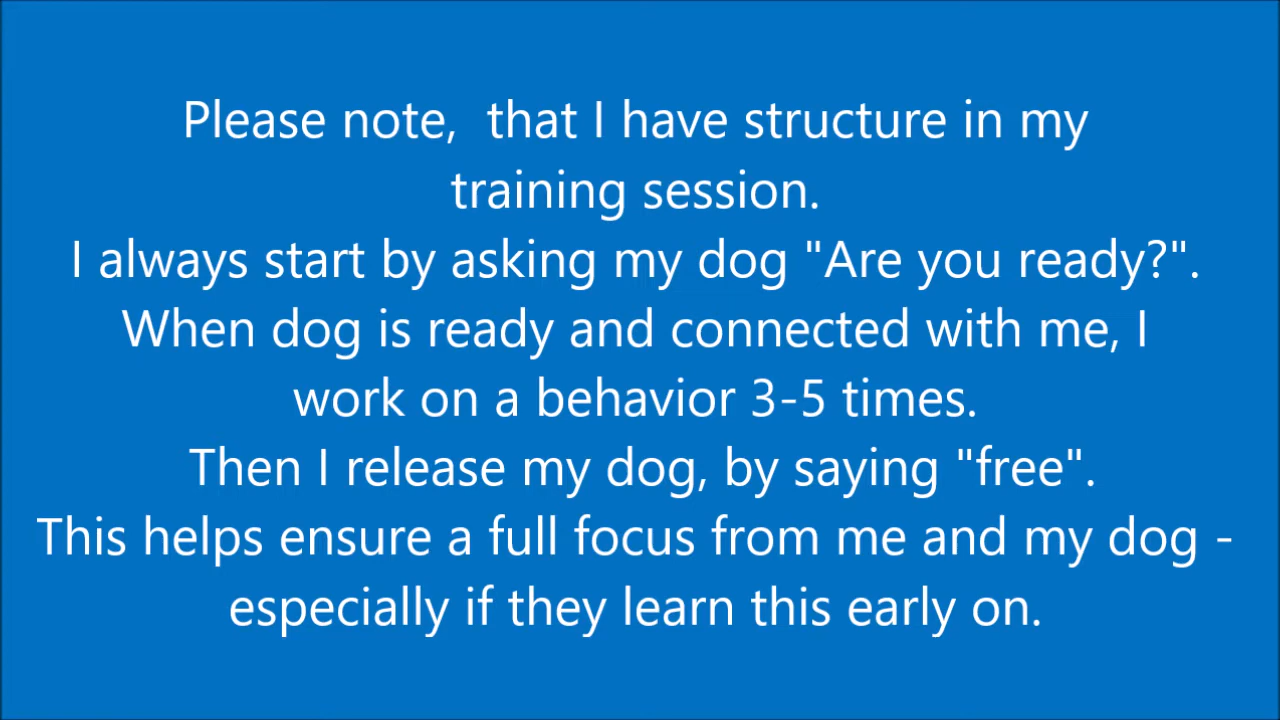 Please note,  that I have structure in my
training session.
I always start by asking my dog "Are you ready?".
When dog is ready and connected with me, I
work on a behavior 3-5 times.
Then I release my dog, by saying "free".
This helps ensure a full focus from me and my dog -
especially if they learn this early on.